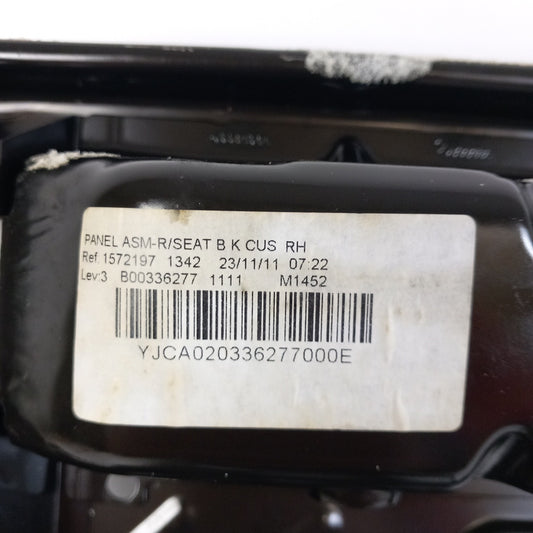 PANEL ASM-R/SEAT B K CUS RH
Ref.1572197 1342 23/11/11 07:22
Lev:3 B00336277 1111 M1452
YJCA020336277000E